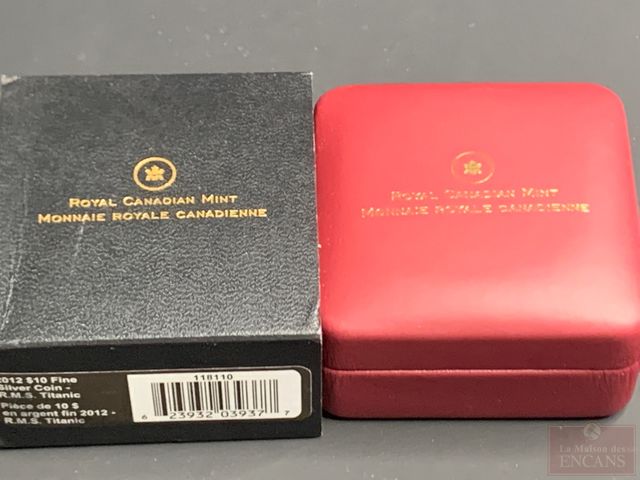 ROYAL CANADIAN MINT
MONNAIE ROYALE CANADIENNE
ROYAL CANADIAN MINT
MONNAIE ROYALE CANADIENNE
2012 $10 Fine
Silver Coin -
R.M.S. Titanic
Pièce de 10 $
en argent fin 2012 -
R.M.S. Titanic
118110
6 23932 03937 7
La Maison des
ENCANS